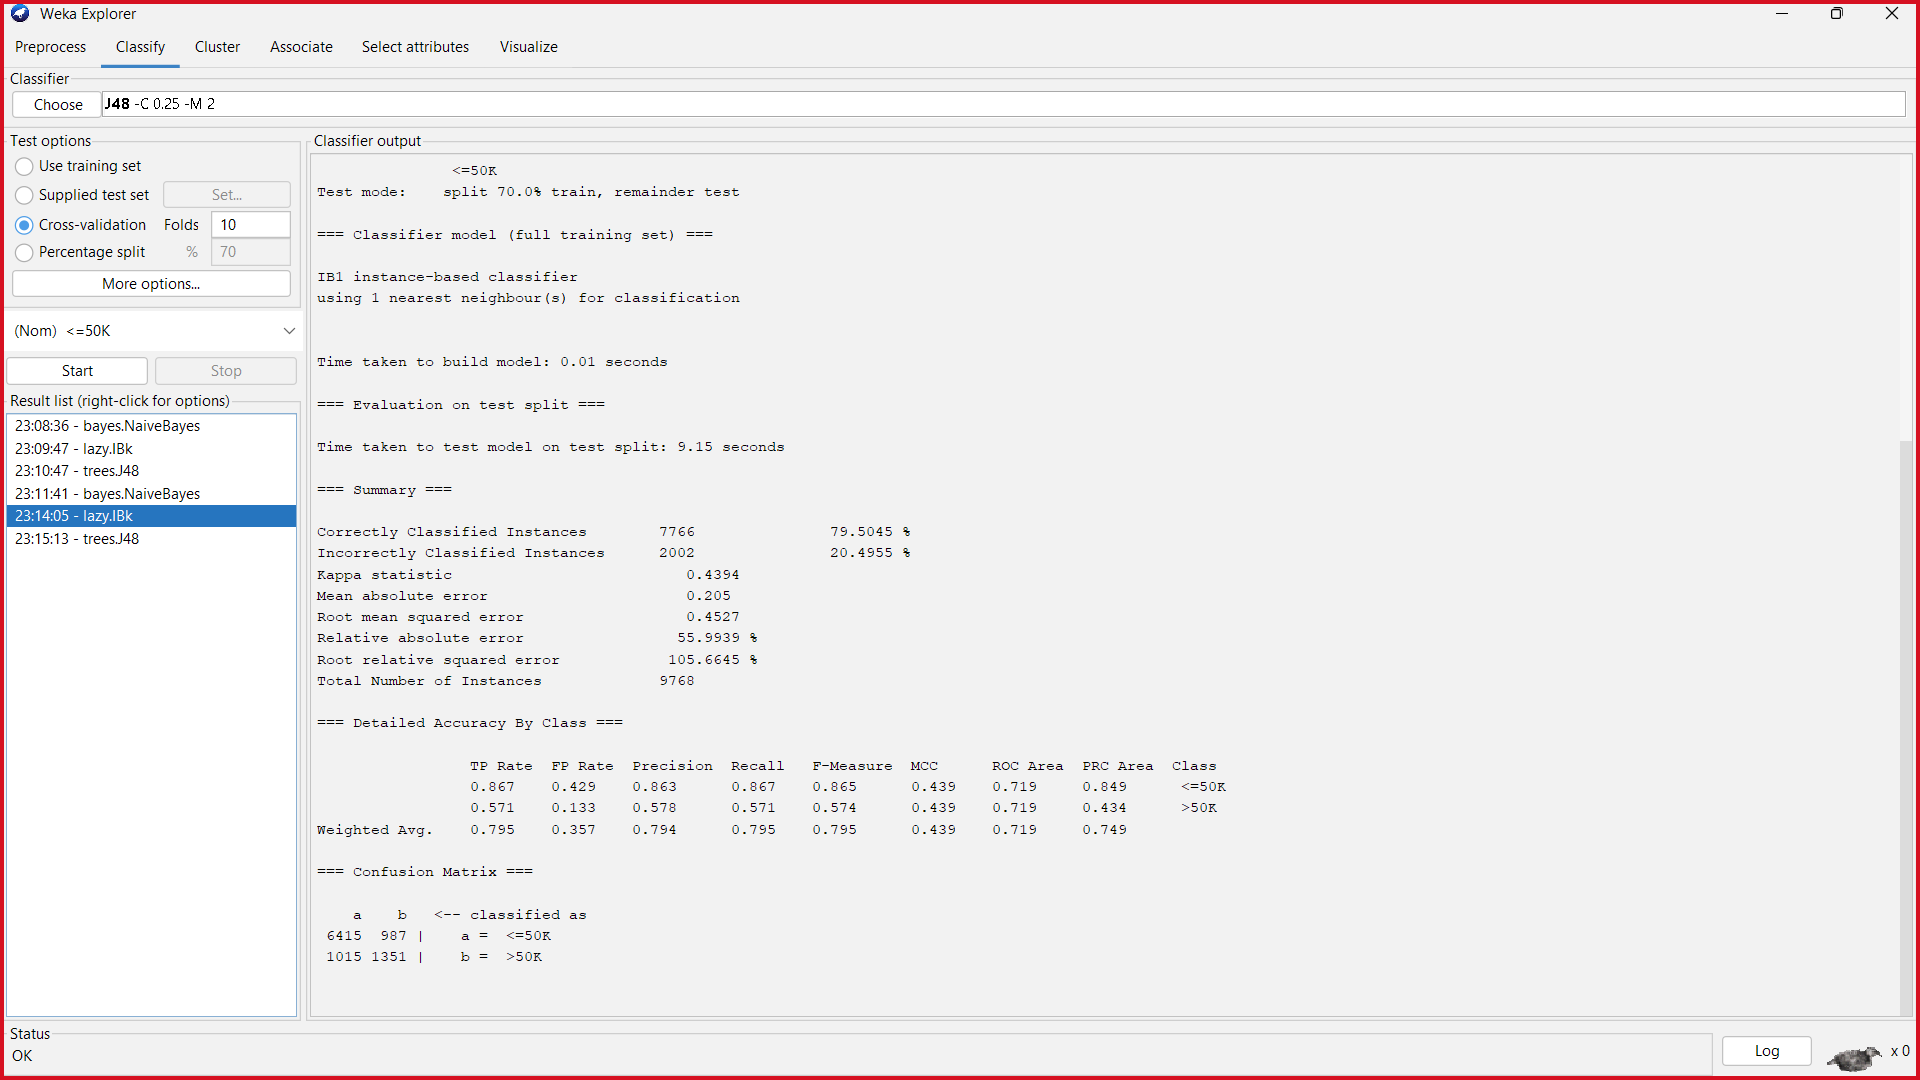 Weka Explorer
Preprocess Classify Cluster Associate Select attributes Visualize
Classifier
Choose J48 -C 0.25 -M 2
Test options
Use training set
Supplied test set Set...
Cross-validation Folds 10
Percentage split % 70
More options...
(Nom) <=50K
Start Stop
Result list (right-click for options)
23:08:36 - bayes.NaiveBayes
23:09:47 - lazy.IBk
23:10:47 - trees.J48
23:11:41 - bayes.NaiveBayes
23:14:05 - lazy.IBk
23:15:13 - trees.J48
Classifier output
<=50K
Test mode: split 70.0% train, remainder test
=== Classifier model (full training set) ===
IB1 instance-based classifier
using 1 nearest neighbour(s) for classification
Time taken to build model: 0.01 seconds
=== Evaluation on test split ===
Time taken to test model on test split: 9.15 seconds
=== Summary ===
Correctly Classified Instances 7766 79.5045 %
Incorrectly Classified Instances 2002 20.4955 %
Kappa statistic 0.4394
Mean absolute error 0.205
Root mean squared error 0.4527
Relative absolute error 55.9939 %
Root relative squared error 105.6645 %
Total Number of Instances 9768
=== Detailed Accuracy By Class ===
TP Rate FP Rate Precision Recall F-Measure MCC ROC Area PRC Area Class
0.867 0.429 0.863 0.867 0.865 0.439 0.719 0.849 <=50K
0.571 0.133 0.578 0.571 0.574 0.439 0.719 0.434 >50K
Weighted Avg. 0.795 0.357 0.794 0.795 0.795 0.439 0.719 0.749
=== Confusion Matrix ===
a b <-- classified as
6415 987 | a = <=50K
1015 1351 | b = >50K
Status
OK
Log x 0